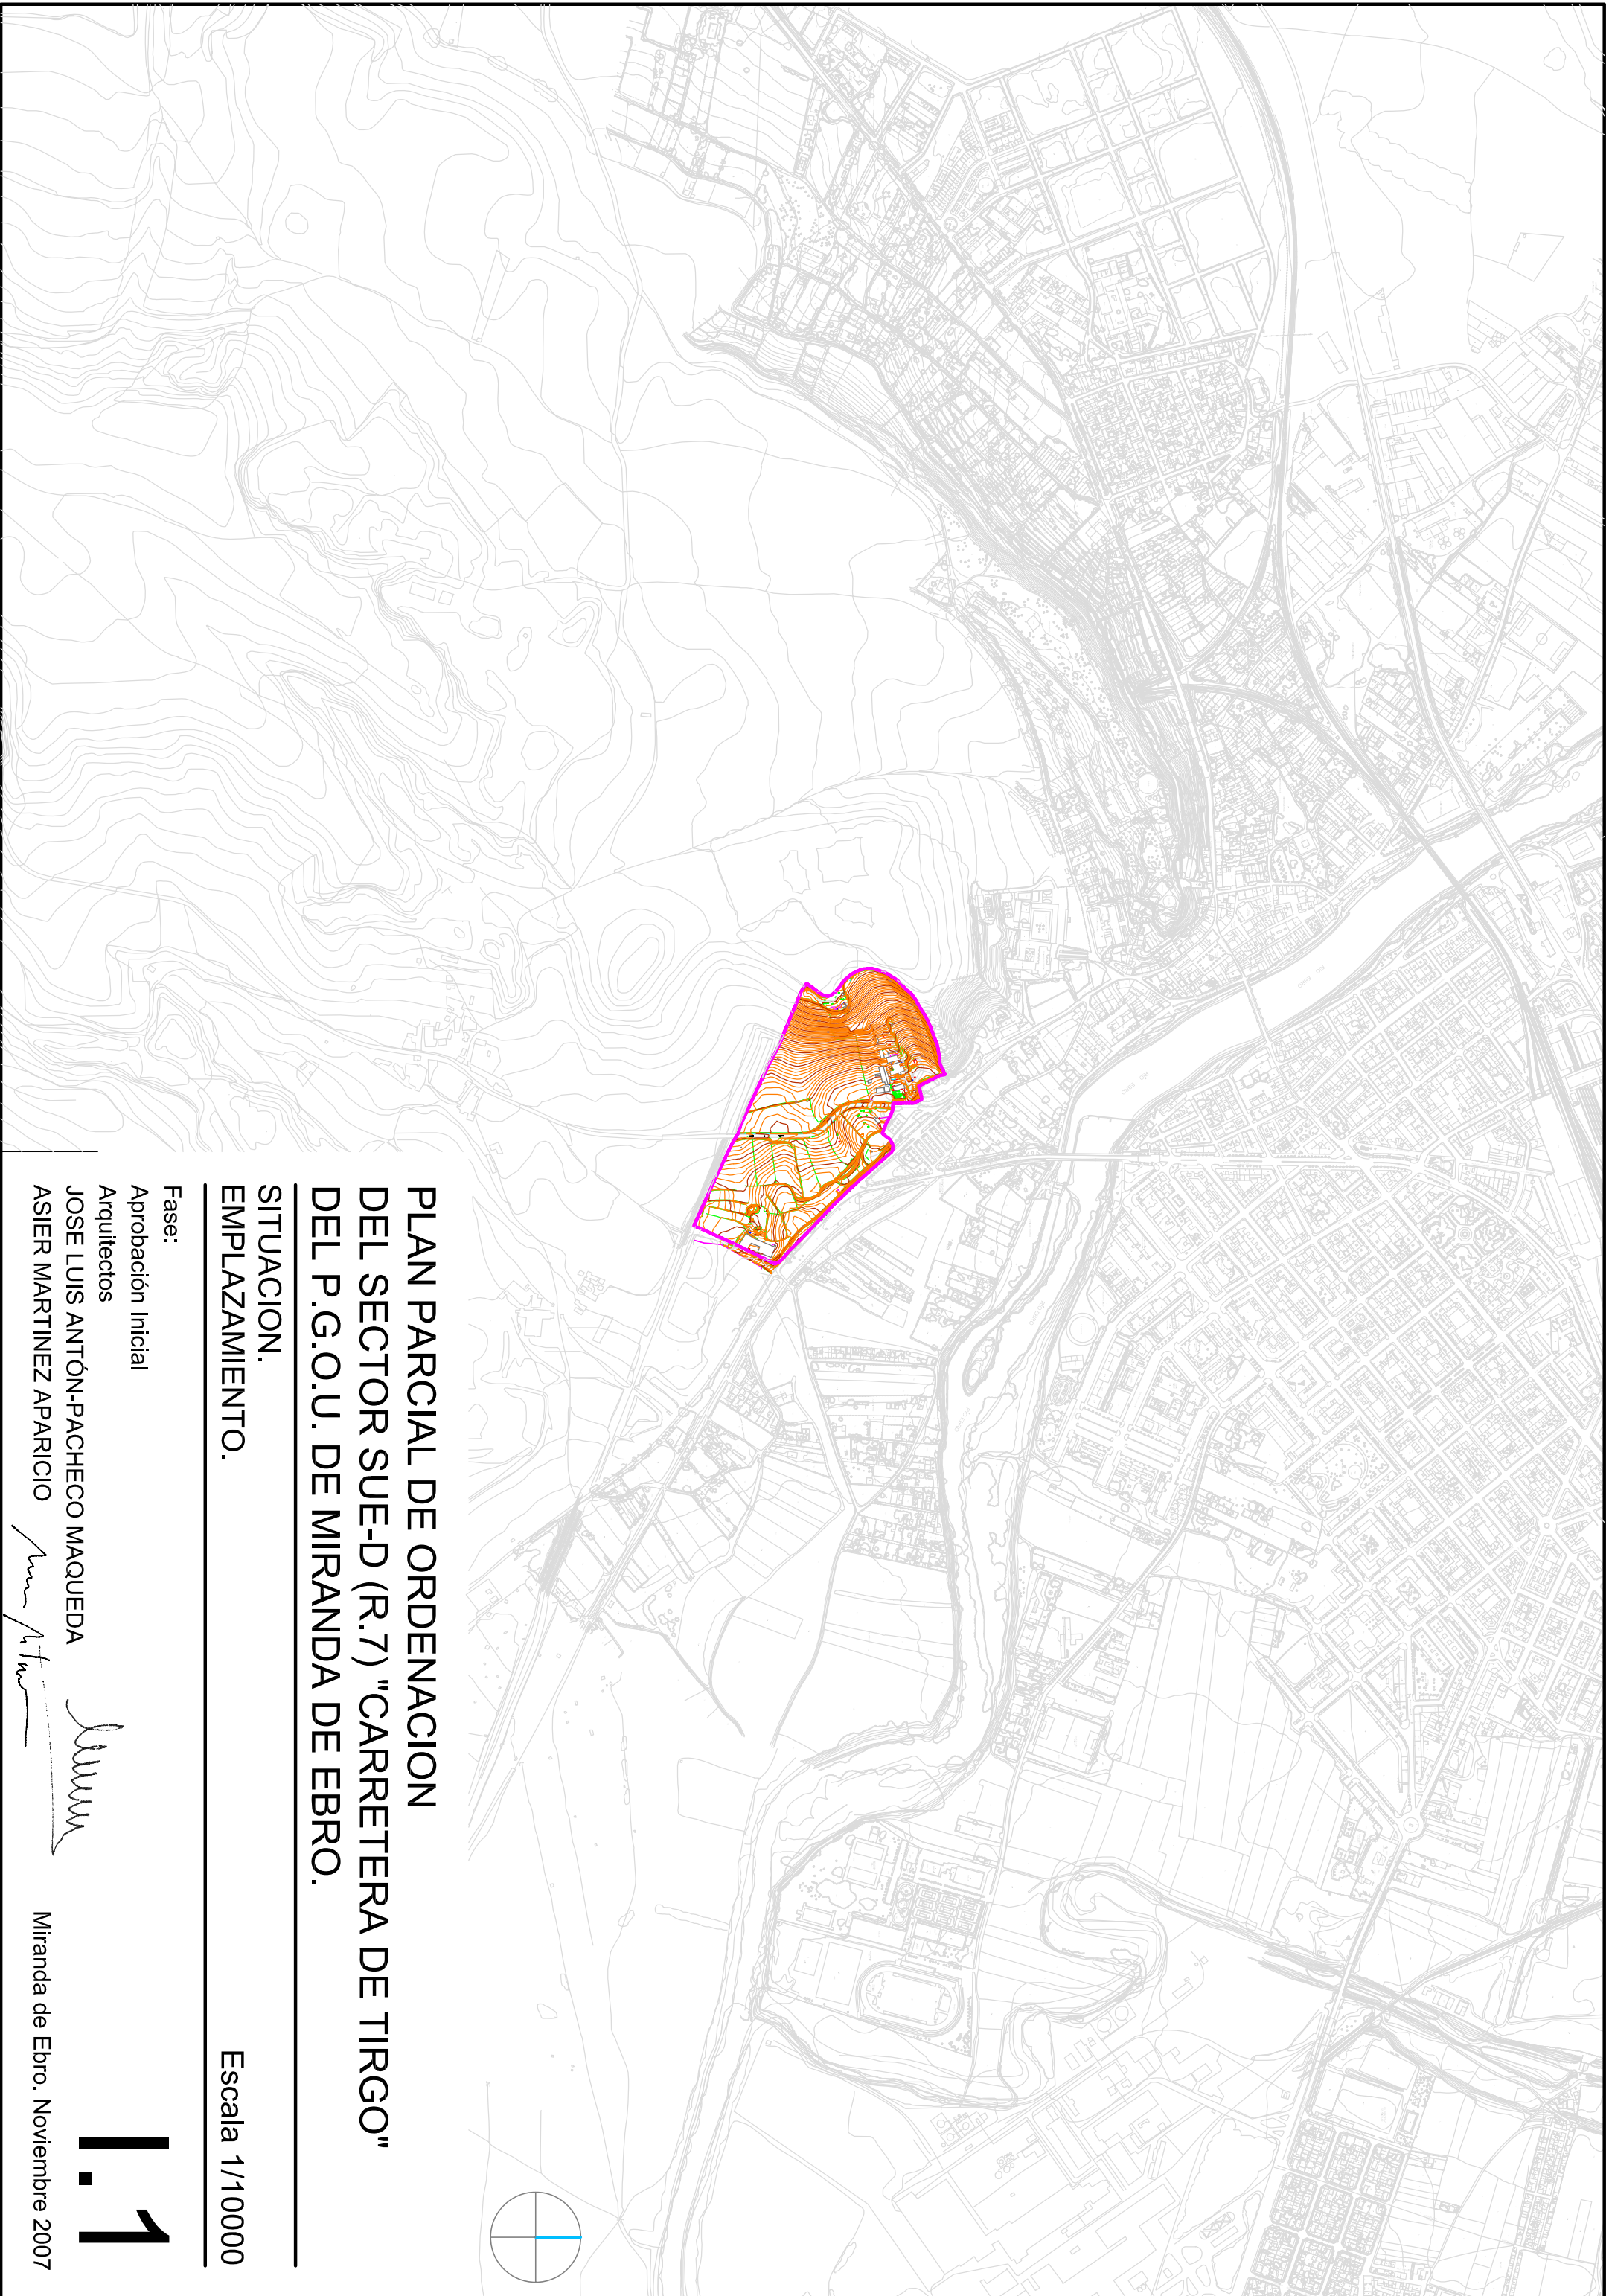 PLAN PARCIAL DE ORDENACION
DEL SECTOR SUE-D (R.7) "CARRETERA DE TIRGO"
DEL P.G.O.U. DE MIRANDA DE EBRO.
SITUACION.
EMPLAZAMIENTO.
Escala 1/10000
Fase:
Aprobación Inicial
Arquitectos
JOSE LUIS ANTÓN-PACHECO MAQUEDA
ASIER MARTINEZ APARICIO
I.1
Miranda de Ebro. Noviembre 2007